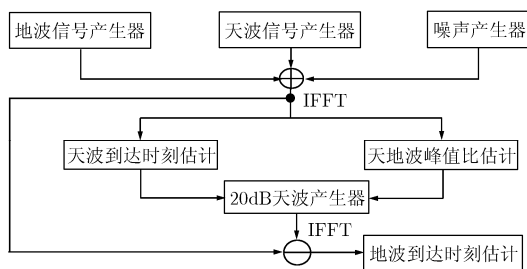 地波信号产生器
天波信号产生器
噪声产生器
IFFT
天波到达时刻估计
天地波峰值比估计
20dB天波产生器
IFFT
地波到达时刻估计